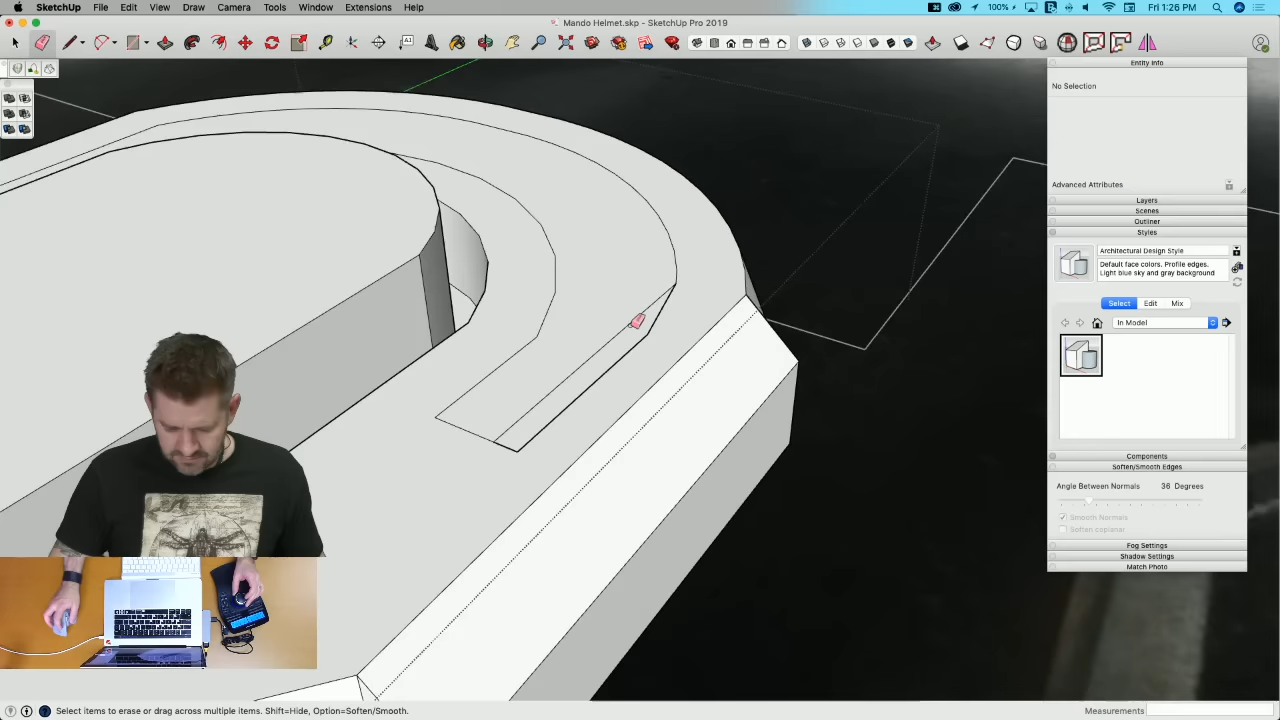 SketchUp File Edit View Draw Camera Tools Window Extensions Help
100% Fri 1:26 PM
Mando Helmet.skp - SketchUp Pro 2019
Entity Info
No Selection
Advanced Attributes
Layers
Scenes
Outliner
Styles
Architectural Design Style
Default face colors. Profile edges.
Light blue sky and gray background
Select Edit Mix
In Model
Components
Soften/Smooth Edges
Angle Between Normals 36 Degrees
Smooth Normals
Soften coplanar
Fog Settings
Shadow Settings
Match Photo
Select items to erase or drag across multiple items. Shift=Hide, Option=Soften/Smooth.
Measurements